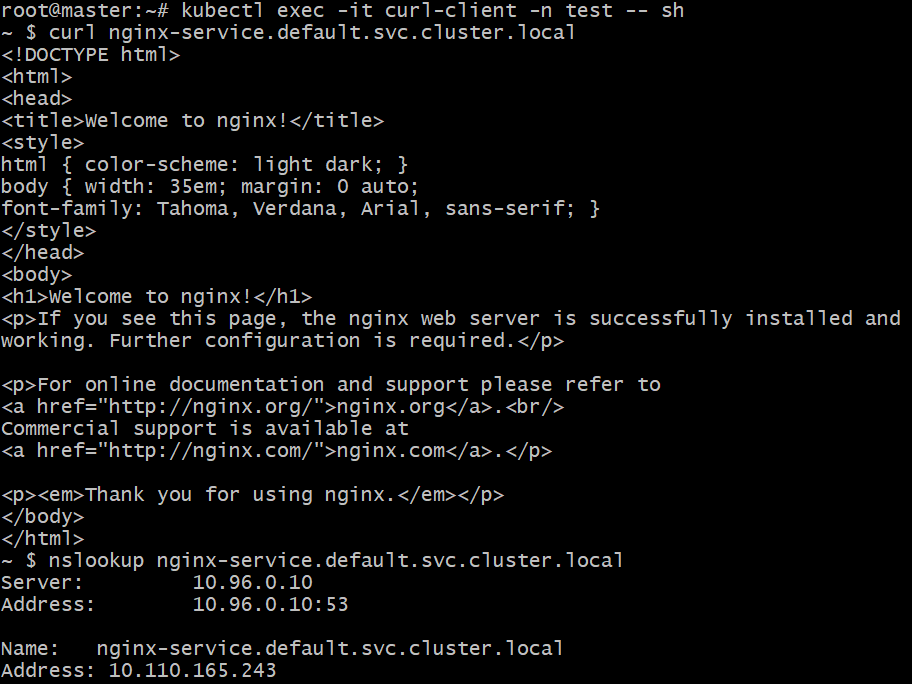 root@master:~# kubectl exec -it curl-client -n test -- sh
~ $ curl nginx-service.default.svc.cluster.local
<!DOCTYPE html>
<html>
<head>
<title>Welcome to nginx!</title>
<style>
html { color-scheme: light dark; }
body { width: 35em; margin: 0 auto;
font-family: Tahoma, Verdana, Arial, sans-serif; }
</style>
</head>
<body>
<h1>Welcome to nginx!</h1>
<p>If you see this page, the nginx web server is successfully installed and
working. Further configuration is required.</p>

<p>For online documentation and support please refer to
<a href="http://nginx.org/">nginx.org</a>.<br/>
Commercial support is available at
<a href="http://nginx.com/">nginx.com</a>.</p>

<p><em>Thank you for using nginx.</em></p>
</body>
</html>
~ $ nslookup nginx-service.default.svc.cluster.local
Server:         10.96.0.10
Address:        10.96.0.10:53

Name:   nginx-service.default.svc.cluster.local
Address: 10.110.165.243